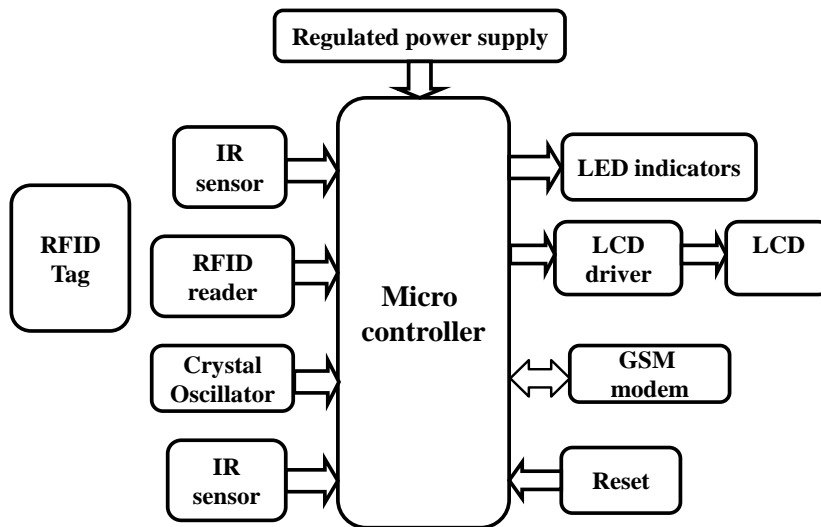 Regulated power supply
IR
sensor
LED indicators
RFID
Tag
RFID
reader
LCD
driver
LCD
Micro
controller
Crystal
Oscillator
GSM
modem
IR
sensor
Reset